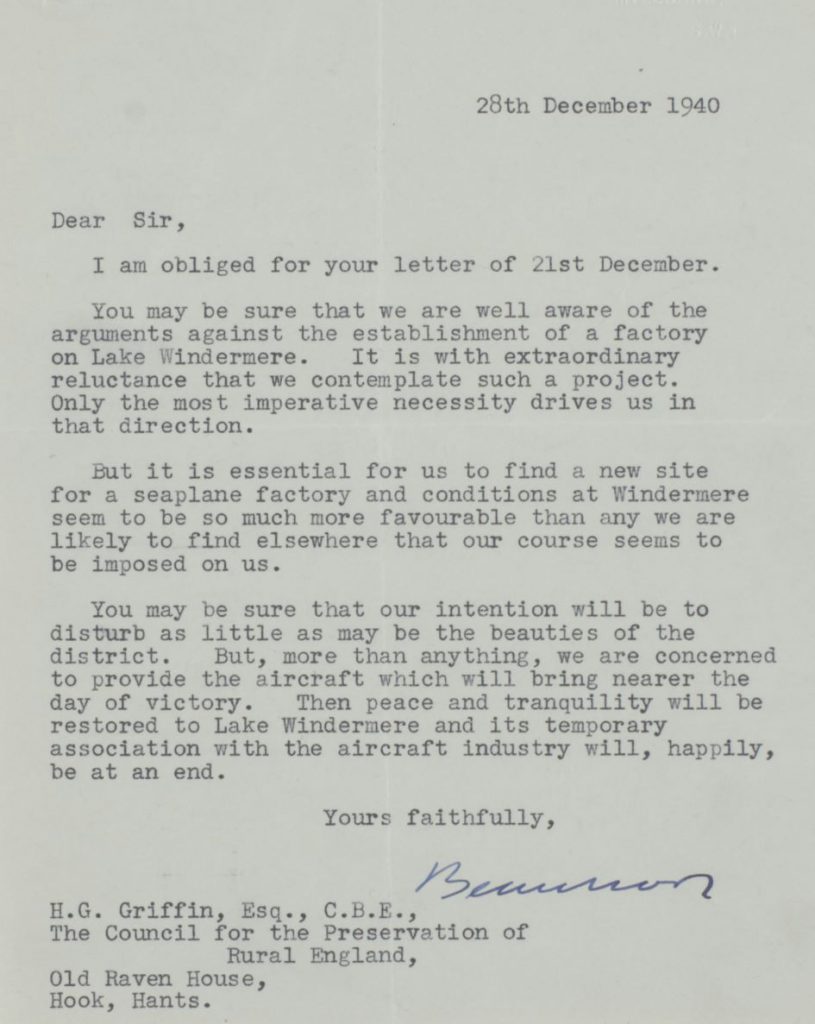 28th December 1940
Dear Sir,
I am obliged for your letter of 21st December.
You may be sure that we are well aware of the
arguments against the establishment of a factory
on Lake Windermere. It is with extraordinary
reluctance that we contemplate such a project.
Only the most imperative necessity drives us in
that direction.
But it is essential for us to find a new site
for a seaplane factory and conditions at Windermere
seem to be so much more favourable than any we are
likely to find elsewhere that our course seems to
be imposed on us.
You may be sure that our intention will be to
disturb as little as may be the beauties of the
district. But, more than anything, we are concerned
to provide the aircraft which will bring nearer the
day of victory. Then peace and tranquility will be
restored to Lake Windermere and its temporary
association with the aircraft industry will, happily,
be at an end.
Yours faithfully,
H.G. Griffin, Esq., C.B.E.,
The Council for the Preservation of
Rural England,
Old Raven House,
Hook, Hants.